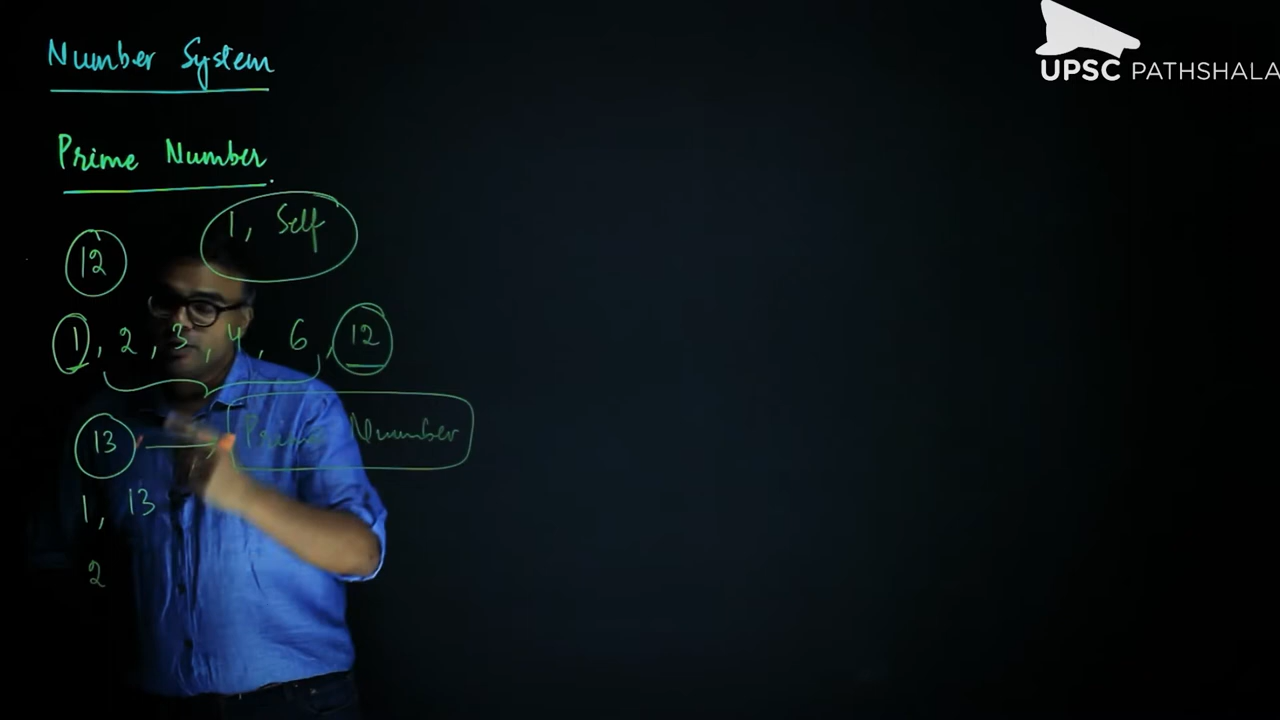 Number System
UPSC PATHSHALA
Prime Number
1, Self
12
1, 2, 3, 4, 6, 12
13 → Prime Number
1, 13
2